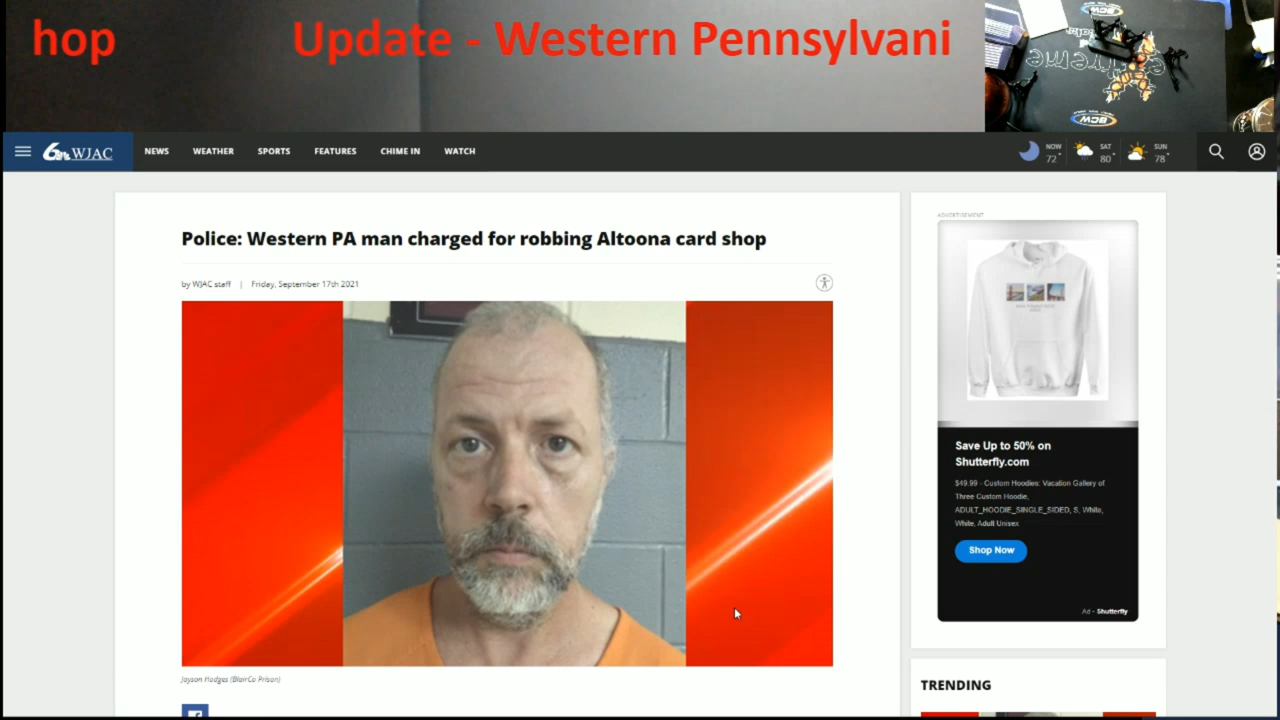 hop Update - Western Pennsylvani
BCW
BCW
6 WJAC
NEWS WEATHER SPORTS FEATURES CHIME IN WATCH
NOW 72° SAT 80° SUN 78°
Police: Western PA man charged for robbing Altoona card shop
by WJAC staff | Friday, September 17th 2021
ADVERTISEMENT
Save Up to 50% on
Shutterfly.com
$49.99 - Custom Hoodies: Vacation Gallery of
Three Custom Hoodie,
ADULT_HOODIE_SINGLE_SIDED, S, White,
White, Adult Unisex
Shop Now
Ad - Shutterfly
Jayson Hodges (BlairCo Prison)
TRENDING